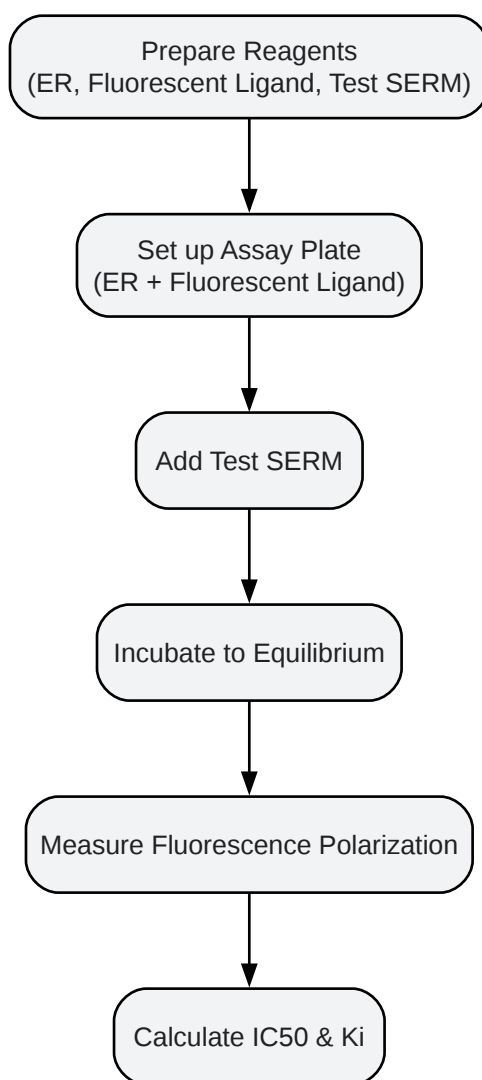 Prepare Reagents
(ER, Fluorescent Ligand, Test SERM)
Set up Assay Plate
(ER + Fluorescent Ligand)
Add Test SERM
Incubate to Equilibrium
Measure Fluorescence Polarization
Calculate IC50 & Ki